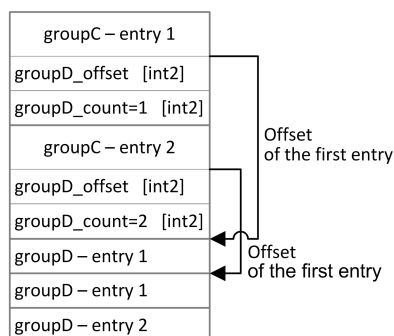 groupC – entry 1
groupD_offset [int2]
groupD_count=1 [int2]
groupC – entry 2
groupD_offset [int2]
groupD_count=2 [int2]
groupD – entry 1
groupD – entry 1
groupD – entry 2
Offset
of the first entry
Offset
of the first entry